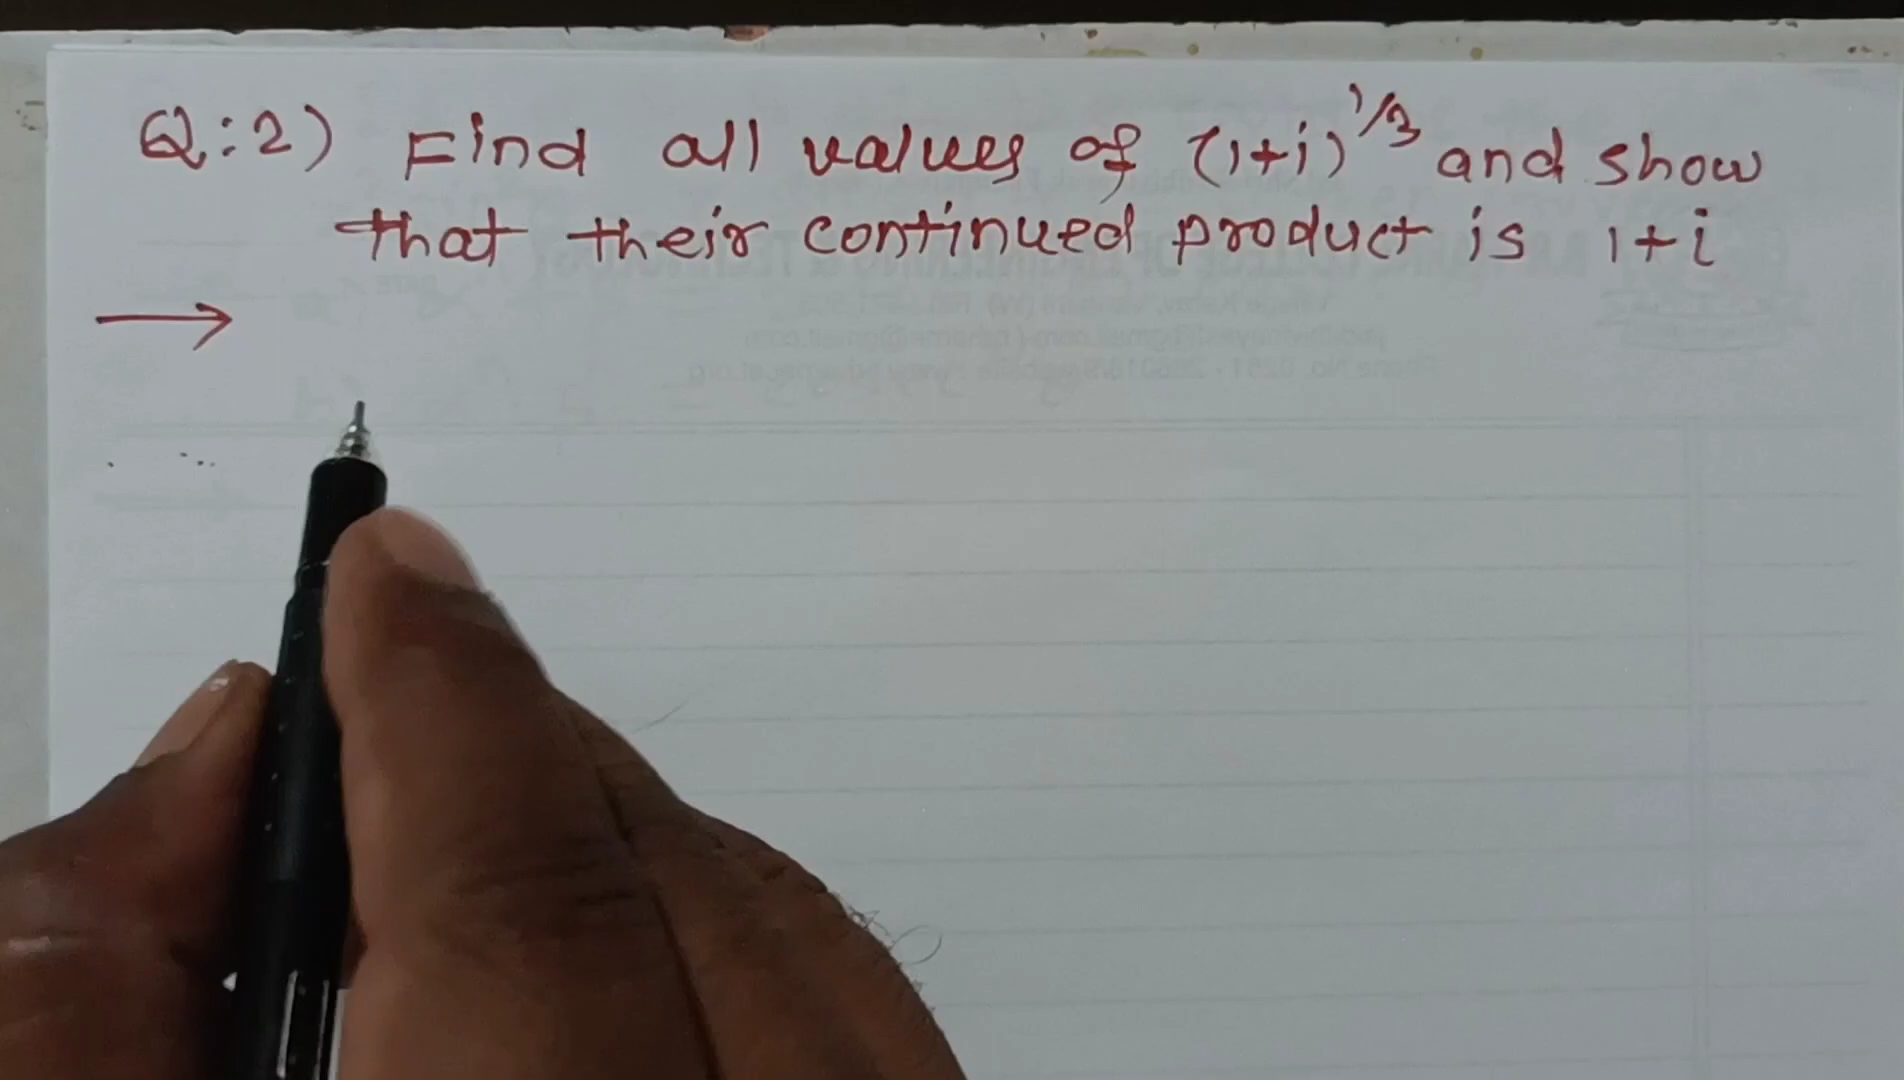 Q:2) Find all values of (1+i)^1/3 and show
that their continued product is 1+i
→